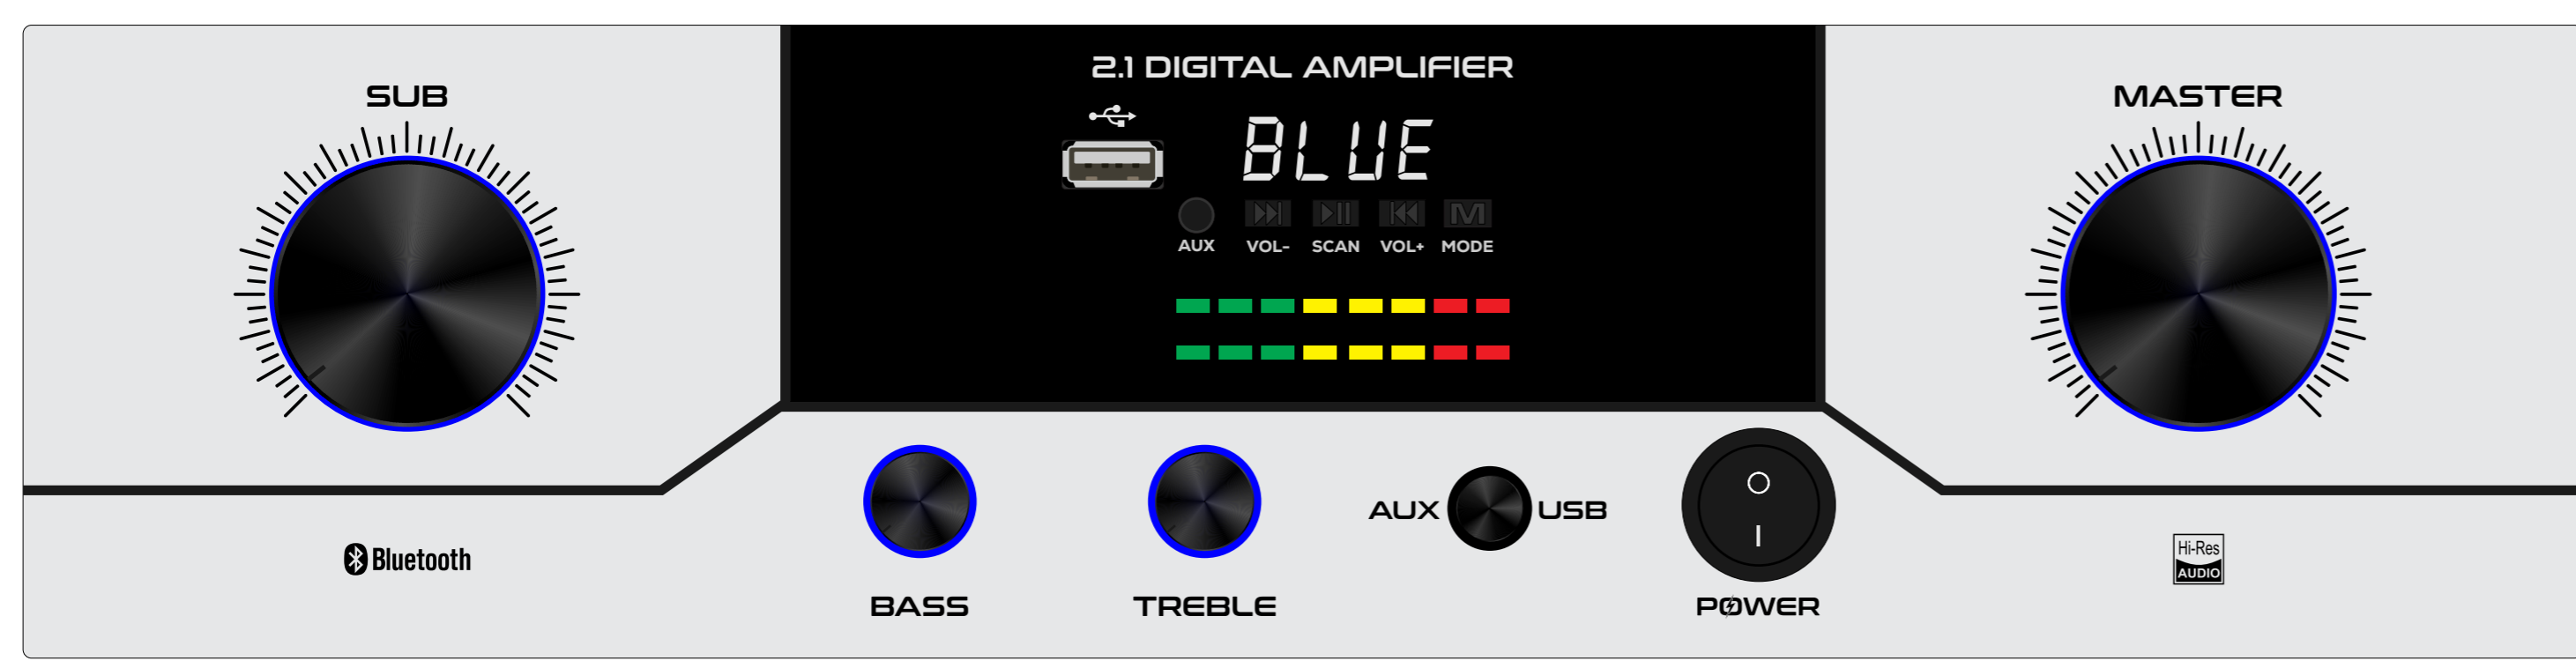 2.1 DIGITAL AMPLIFIER
SUB
MASTER
BLUE
M
AUX VOL- SCAN VOL+ MODE
AUX USB
Bluetooth
Hi-Res
AUDIO
BASS TREBLE POWER